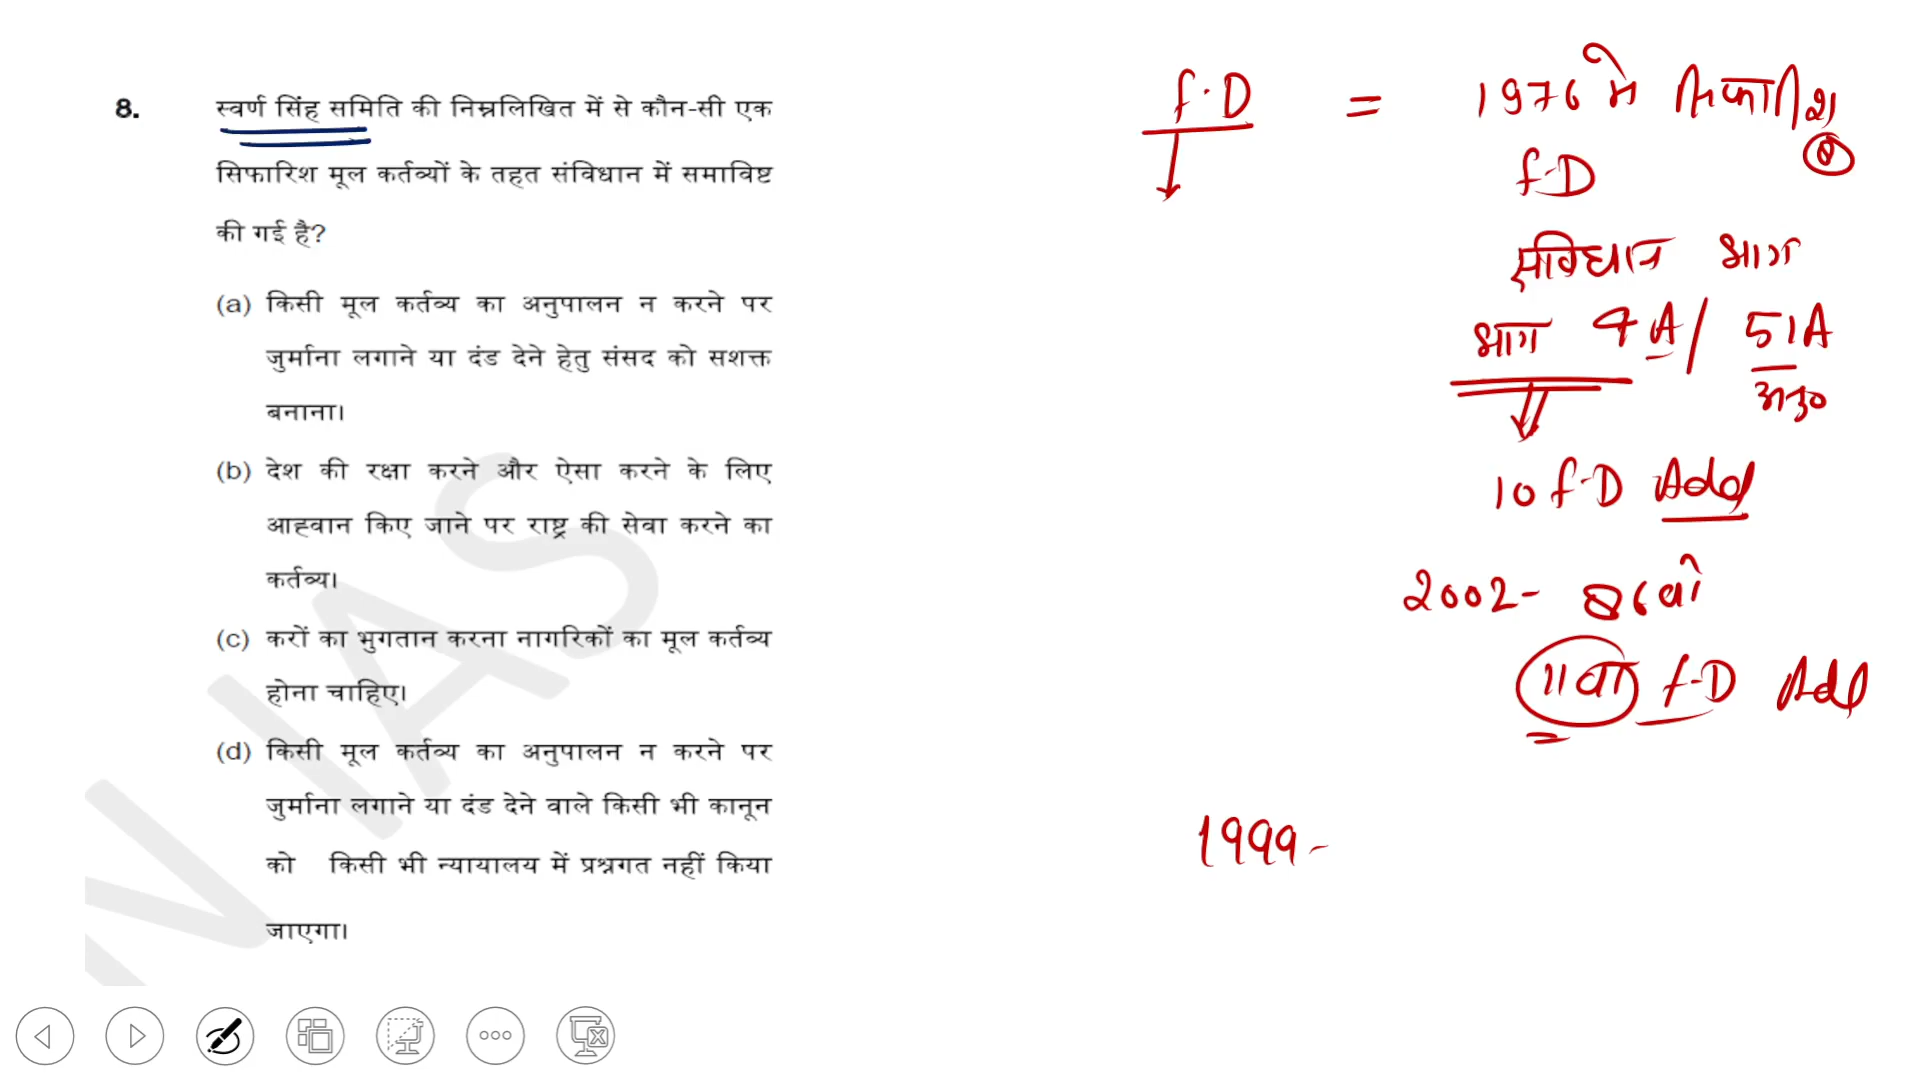 8. स्वर्ण सिंह समिति की निम्नलिखित में से कौन-सी एक
सिफारिश मूल कर्तव्यों के तहत संविधान में समाविष्ट
की गई है?
(a) किसी मूल कर्तव्य का अनुपालन न करने पर
जुर्माना लगाने या दंड देने हेतु संसद को सशक्त
बनाना।
(b) देश की रक्षा करने और ऐसा करने के लिए
आह्वान किए जाने पर राष्ट्र की सेवा करने का
कर्तव्य।
(c) करों का भुगतान करना नागरिकों का मूल कर्तव्य
होना चाहिए।
(d) किसी मूल कर्तव्य का अनुपालन न करने पर
जुर्माना लगाने या दंड देने वाले किसी भी कानून
को किसी भी न्यायालय में प्रश्नगत नहीं किया
जाएगा।
f.D = 1976 में सिफारिश
8
f.D
संविधान भाग
भाग 4A / 51A
अनु०
10 f.D Add
2002- 86वाँ
11वा f.D Add
1999-
IAS